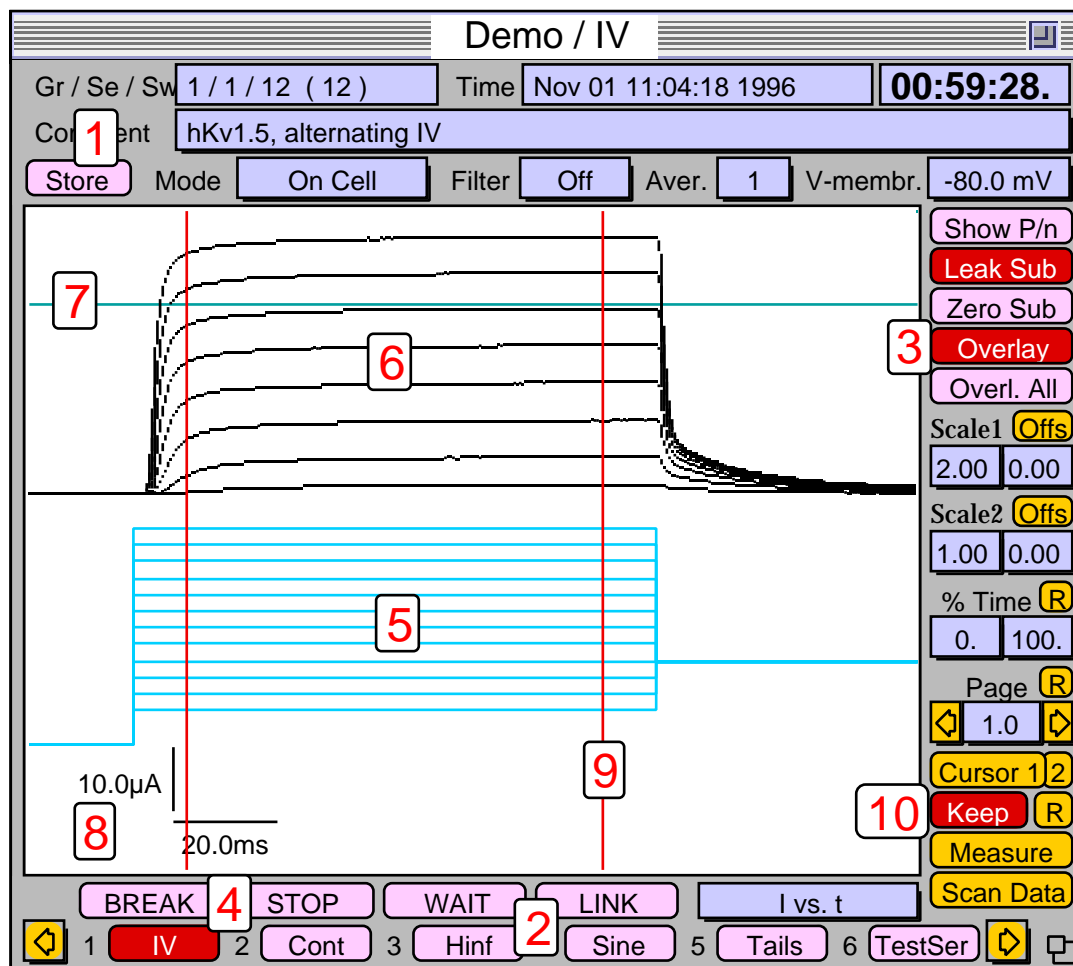 Demo / IV
Gr / Se / Sw 1 / 1 / 12 ( 12 ) Time Nov 01 11:04:18 1996 00:59:28.
1 hKv1.5, alternating IV
Store Mode On Cell Filter Off Aver. 1 V-membr. -80.0 mV
Show P/n
Leak Sub
7 Zero Sub
3 Overlay
6
Overl. All
Scale1 Offs
2.00 0.00
Scale2 Offs
1.00 0.00
% Time R
5
0. 100.
Page R
1.0
9 Cursor 1 2
10.0µA
10 Keep R
8
20.0ms
Measure
Scan Data
BREAK 4 STOP WAIT LINK I vs. t
2
1 IV 2 Cont 3 Hinf Sine 5 Tails 6 TestSer